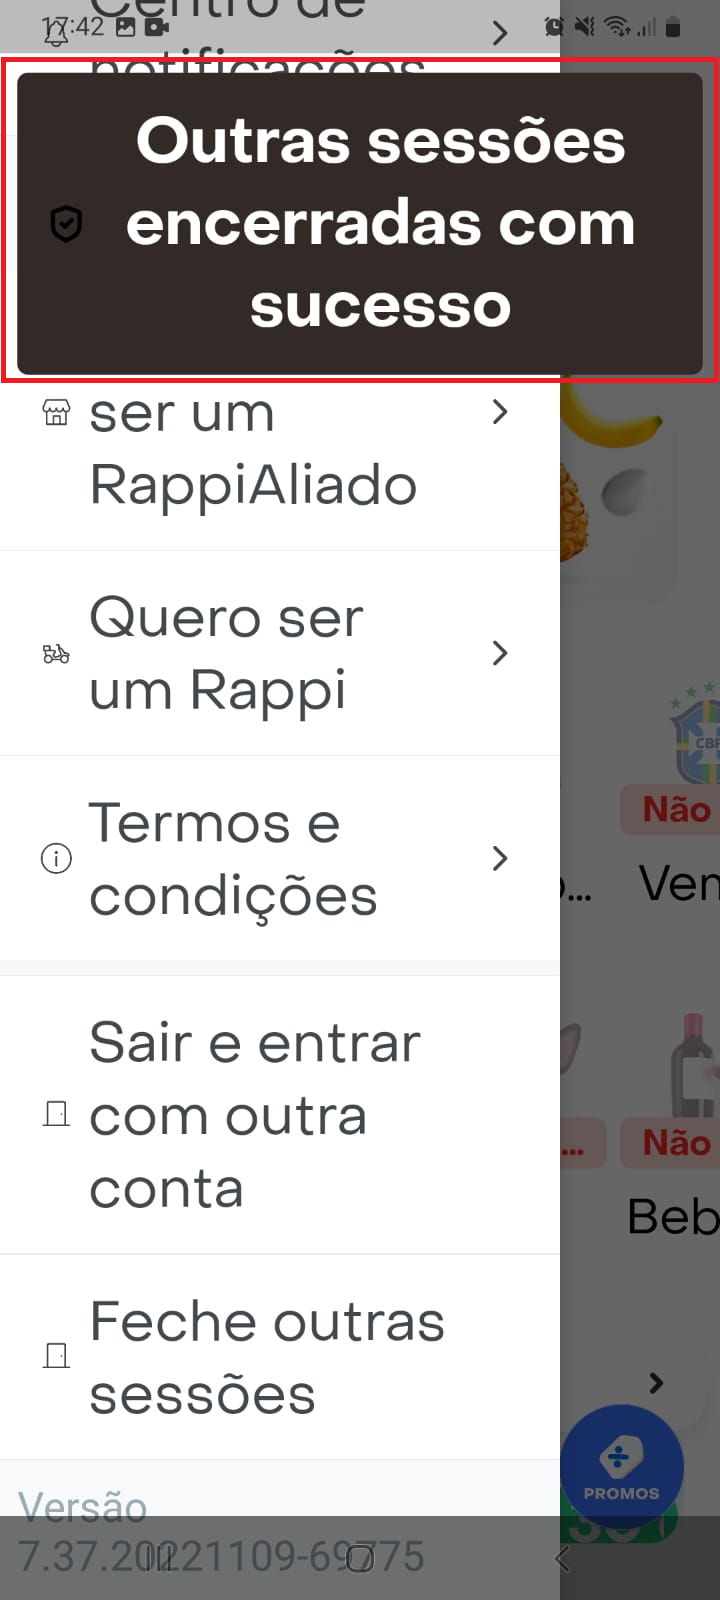 Centro de
17:42
notificações
Outras sessões
encerradas com
sucesso
ser um
RappiAliado
Quero ser
um Rappi
Termos e
condições
Sair e entrar
com outra
conta
Feche outras
sessões
Versão
7.37.20221109-69775
CBF
Não
...
Ven
...
Não
Beb
PROMOS